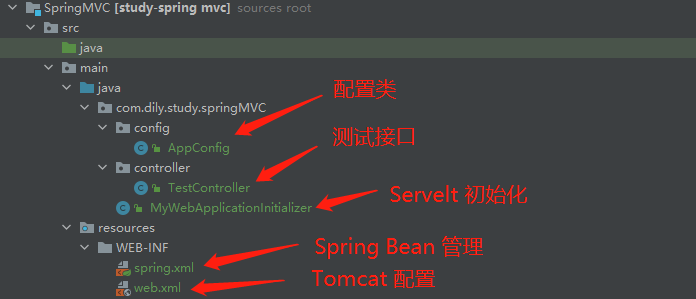 SpringMVC [study-spring mvc] sources root
src
java
main
java
com.dily.study.springMVC
config
配置类
AppConfig
测试接口
controller
TestController
Servelt 初始化
MyWebApplicationInitializer
resources
WEB-INF
Spring Bean 管理
spring.xml
Tomcat 配置
web.xml